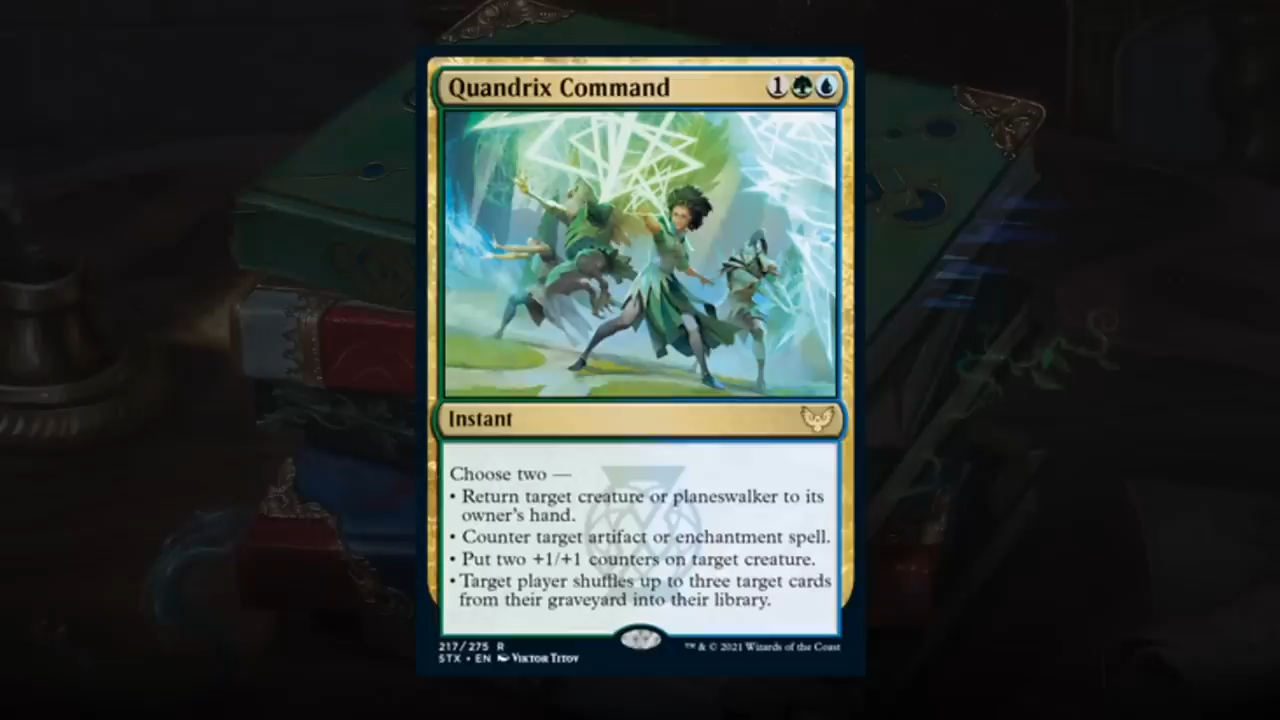 Quandrix Command 1
Instant
Choose two —
• Return target creature or planeswalker to its
owner's hand.
• Counter target artifact or enchantment spell.
• Put two +1/+1 counters on target creature.
• Target player shuffles up to three target cards
from their graveyard into their library.
217/275 R
STX • EN Viktor Titov
™ & © 2021 Wizards of the Coast